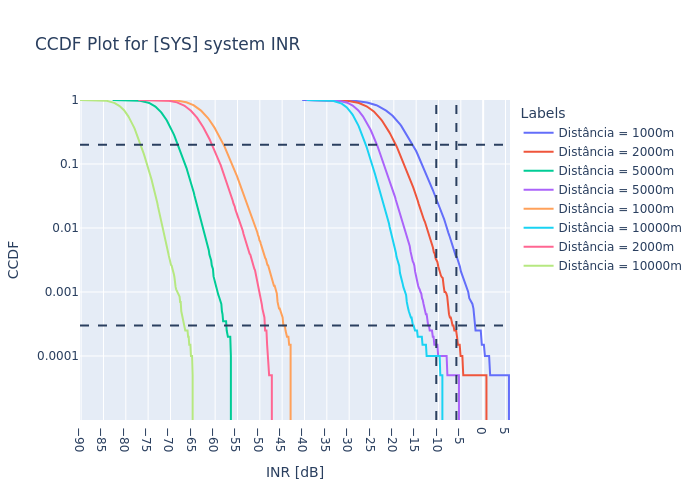 CCDF Plot for [SYS] system INR
Labels
Distância = 1000m
Distância = 2000m
Distância = 5000m
Distância = 5000m
Distância = 1000m
Distância = 10000m
Distância = 2000m
Distância = 10000m
CCDF
1
0.1
0.01
0.001
0.0001
−90
−85
−80
−75
−70
−65
−60
−55
−50
−45
−40
−35
−30
−25
−20
−15
−10
−5
0
5
INR [dB]